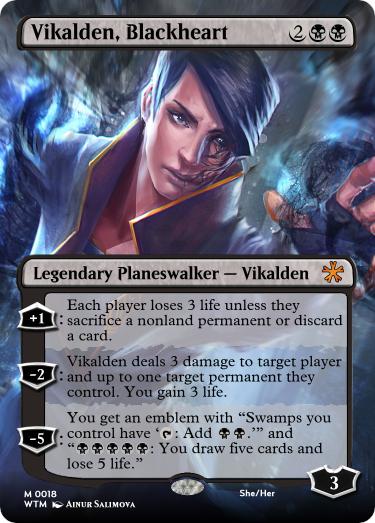 Vikalden, Blackheart 2
Legendary Planeswalker — Vikalden
+1: Each player loses 3 life unless they
sacrifice a nonland permanent or discard
a card.
-2: Vikalden deals 3 damage to target player
and up to one target permanent they
control. You gain 3 life.
-5: You get an emblem with “Swamps you
control have ‘: Add .’” and
“: You draw five cards and
lose 5 life.”
3
M 0018
WTM AINUR SALIMOVA
She/Her